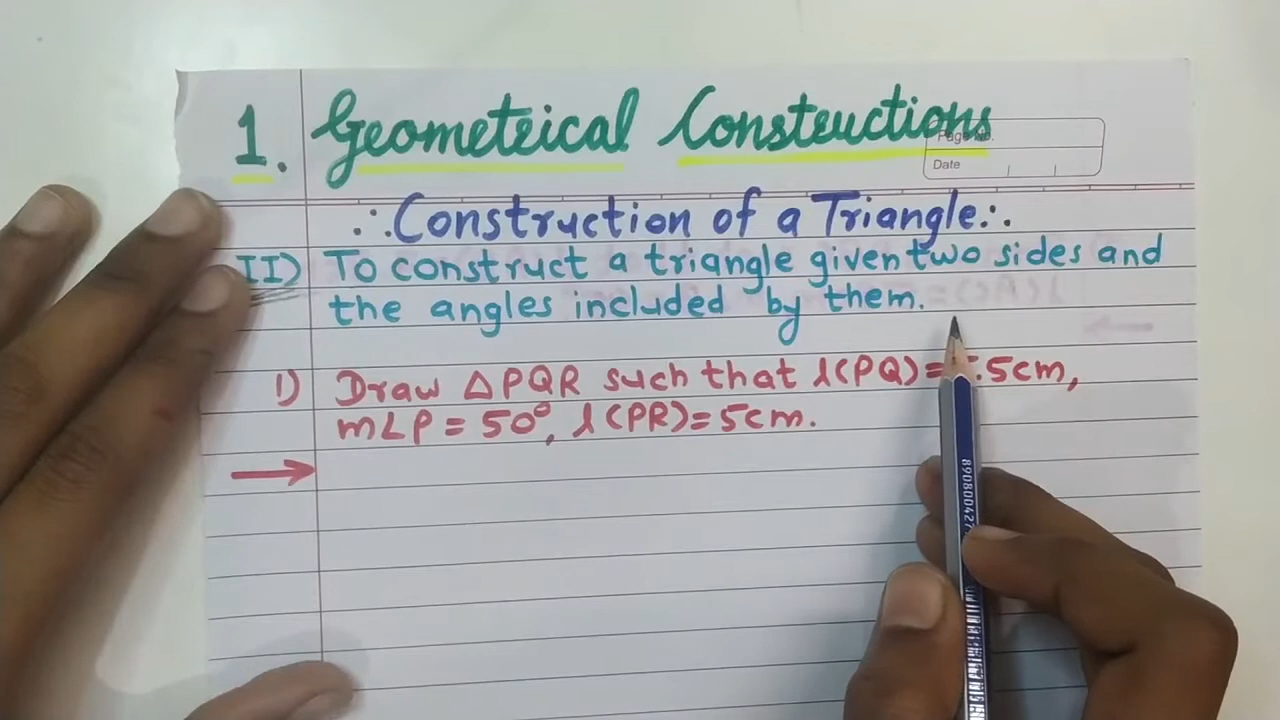 1. Geometrical Constructions
Page No.
Date
∴ Construction of a Triangle ∴
II) To construct a triangle given two sides and
the angles included by them.
1) Draw △PQR such that l(PQ)= .5cm,
m∠P = 50°, l(PR)= 5cm.